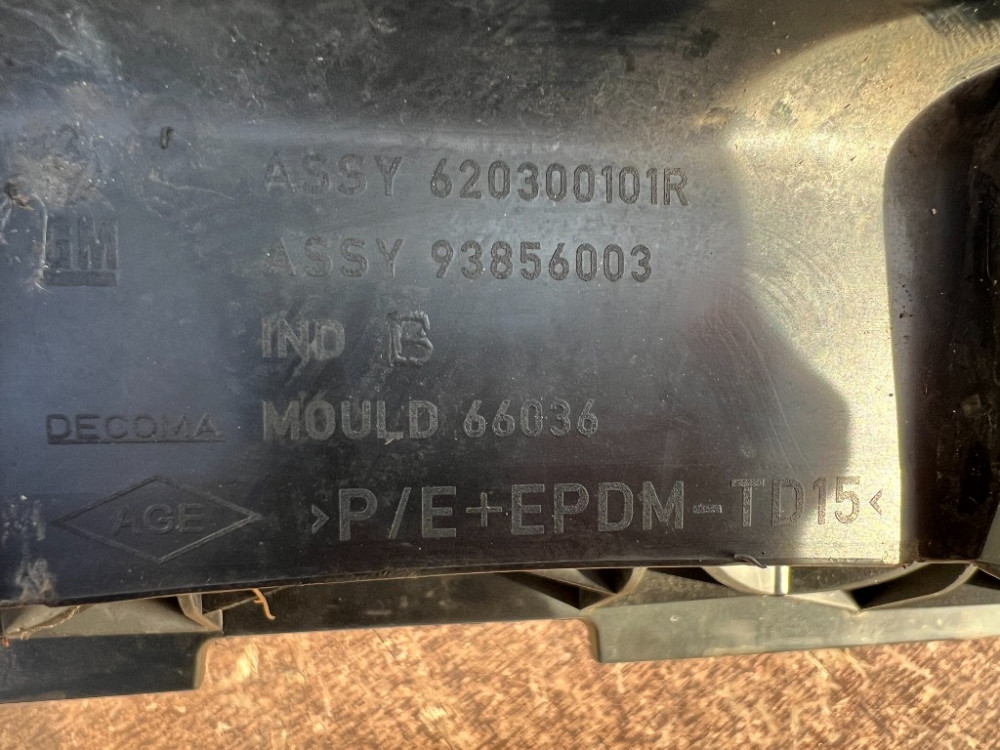 ASSY 620300101R
GM
ASSY 93856003
IND B
DECOMA
MOULD 66036
AGE
>P/E+EPDM-TD15<